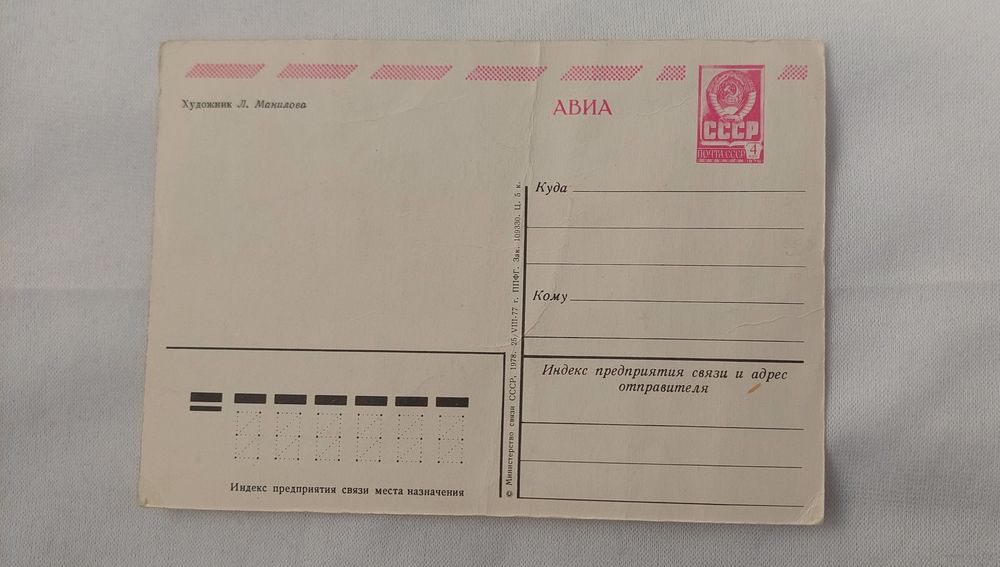 Художник Л. Манилова
АВИА
СССР
ПОЧТА СССР 4
Куда
Кому
© Министерство связи СССР, 1978. 25/VIII-77 г. ППФГ. Зак. 109330. Ц. 5 к.
Индекс предприятия связи и адрес
отправителя
Индекс предприятия связи места назначения